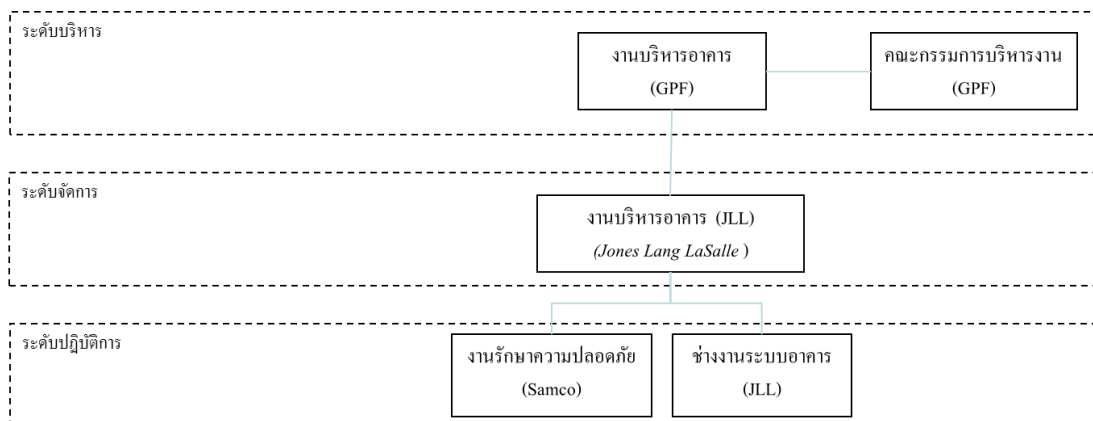 ระดับบริหาร
งานบริหารอาคาร
(GPF)
คณะกรรมการบริหารงาน
(GPF)
ระดับจัดการ
งานบริหารอาคาร (JLL)
(Jones Lang LaSalle )
ระดับปฏิบัติการ
งานรักษาความปลอดภัย
(Samco)
ช่างงานระบบอาคาร
(JLL)